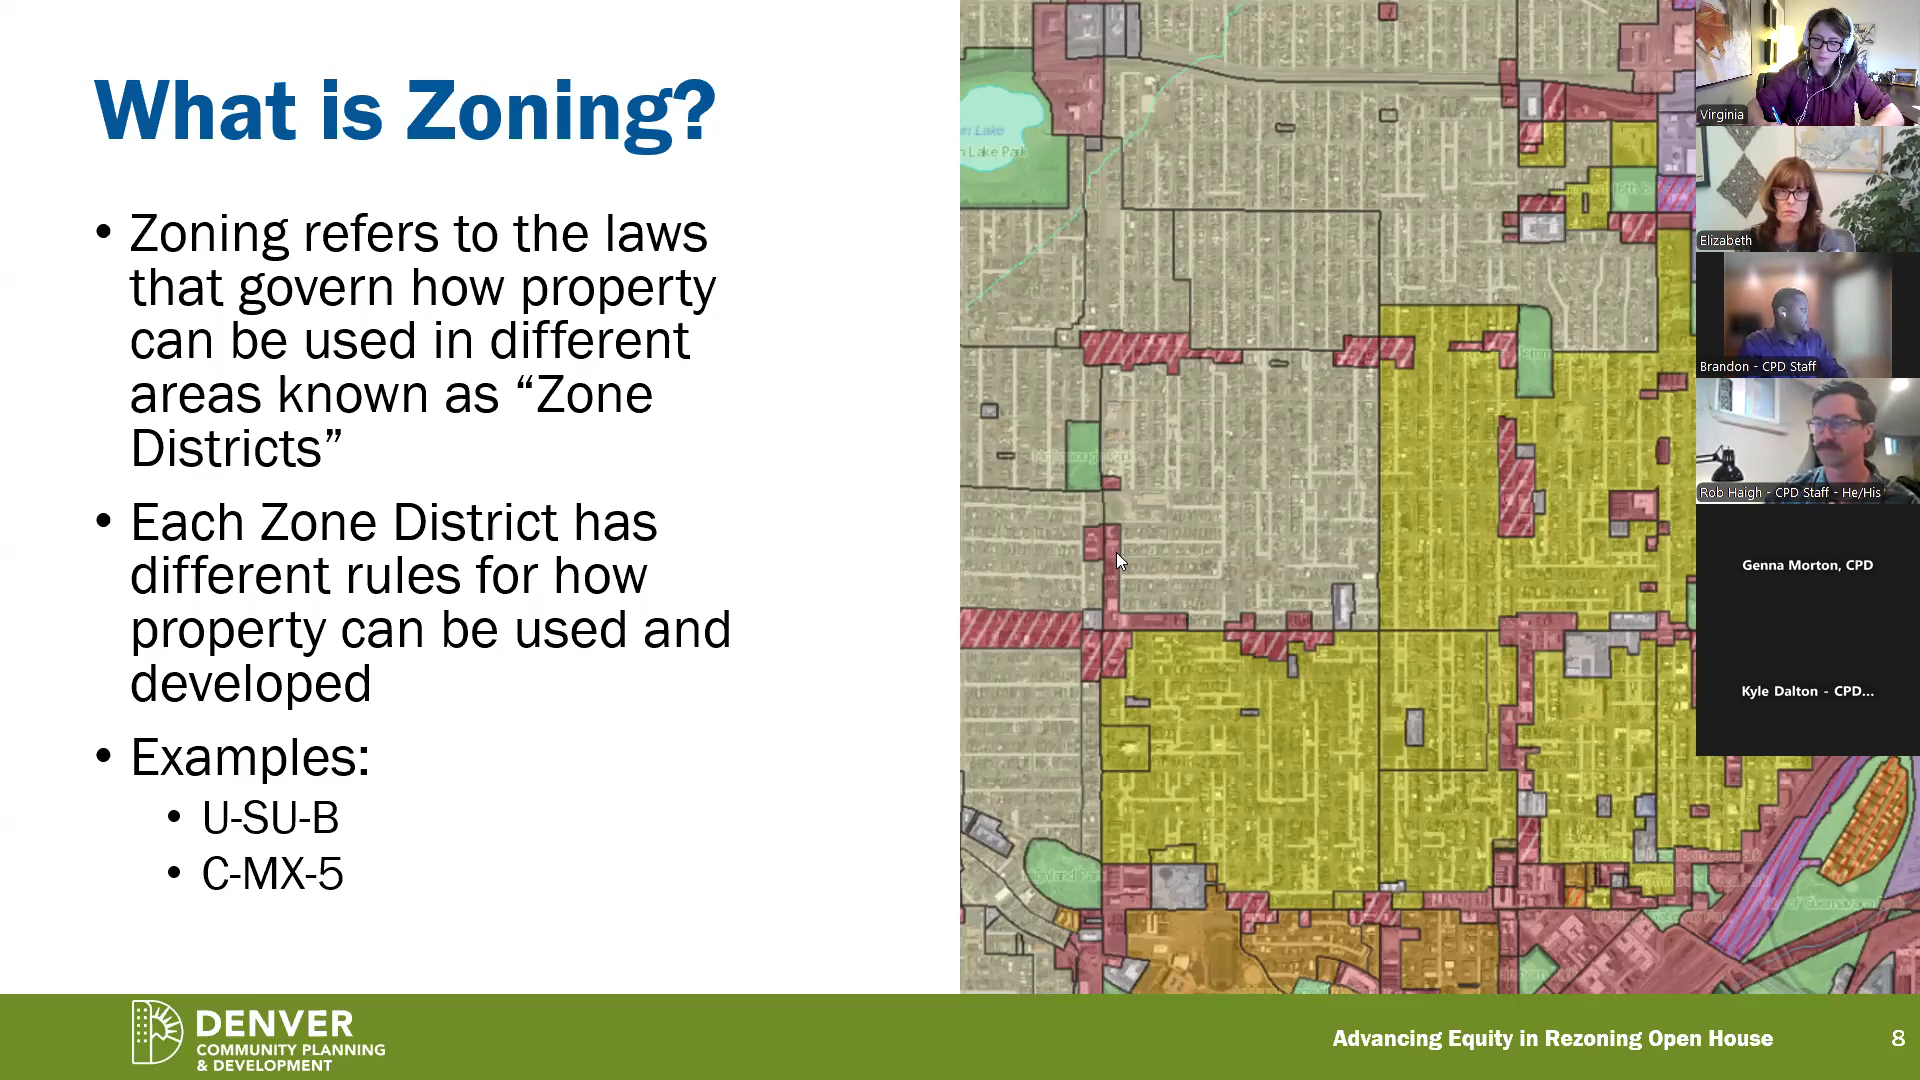 What is Zoning?
• Zoning refers to the laws
that govern how property
can be used in different
areas known as “Zone
Districts”
• Each Zone District has
different rules for how
property can be used and
developed
• Examples:
• U-SU-B
• C-MX-5
Lake
Lake Park
Virginia
Elizabeth
Brandon - CPD Staff
Rob Haigh - CPD Staff - He/His
Genna Morton, CPD
Kyle Dalton - CPD...
DENVER
COMMUNITY PLANNING
& DEVELOPMENT
Advancing Equity in Rezoning Open House
8